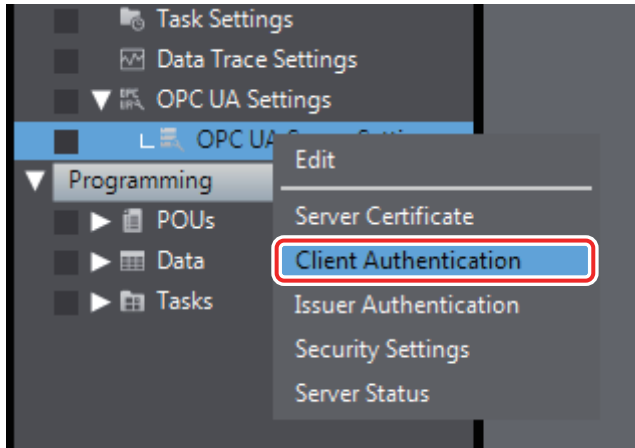 Task Settings
Data Trace Settings
OPC UA Settings
OPC UA
Edit
Programming
Server Certificate
POUs
Client Authentication
Data
Issuer Authentication
Tasks
Security Settings
Server Status